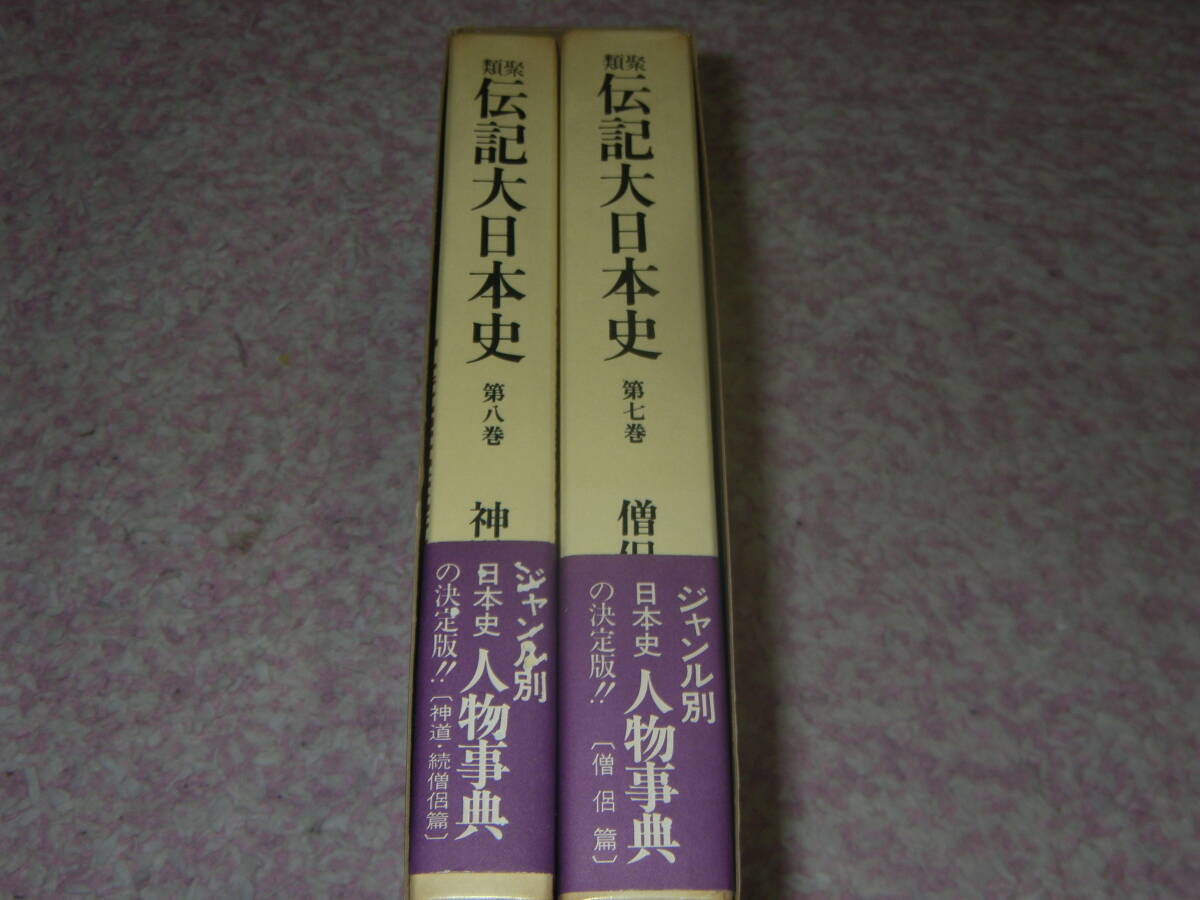 類聚
伝記大日本史
第八巻
神
ジャンル別
日本史 人物事典
の決定版!!〔神道・続僧侶篇〕
類聚
伝記大日本史
第七巻
僧侶
ジャンル別
日本史 人物事典
の決定版!!〔僧侶篇〕